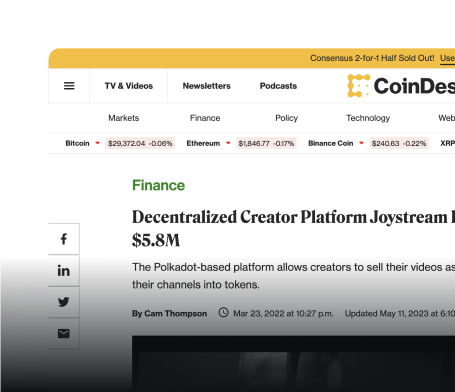 Consensus 2-for-1 Half Sold Out! Use
TV & Videos Newsletters Podcasts CoinDes
Markets Finance Policy Technology Web
Bitcoin $29,372.04 -0.06% Ethereum $1,846.77 -0.17% Binance Coin $240.63 -0.22% XRP
Finance
Decentralized Creator Platform Joystream
$5.8M
The Polkadot-based platform allows creators to sell their videos as
their channels into tokens.
By Cam Thompson Mar 23, 2022 at 10:27 p.m. Updated May 11, 2023 at 6:10